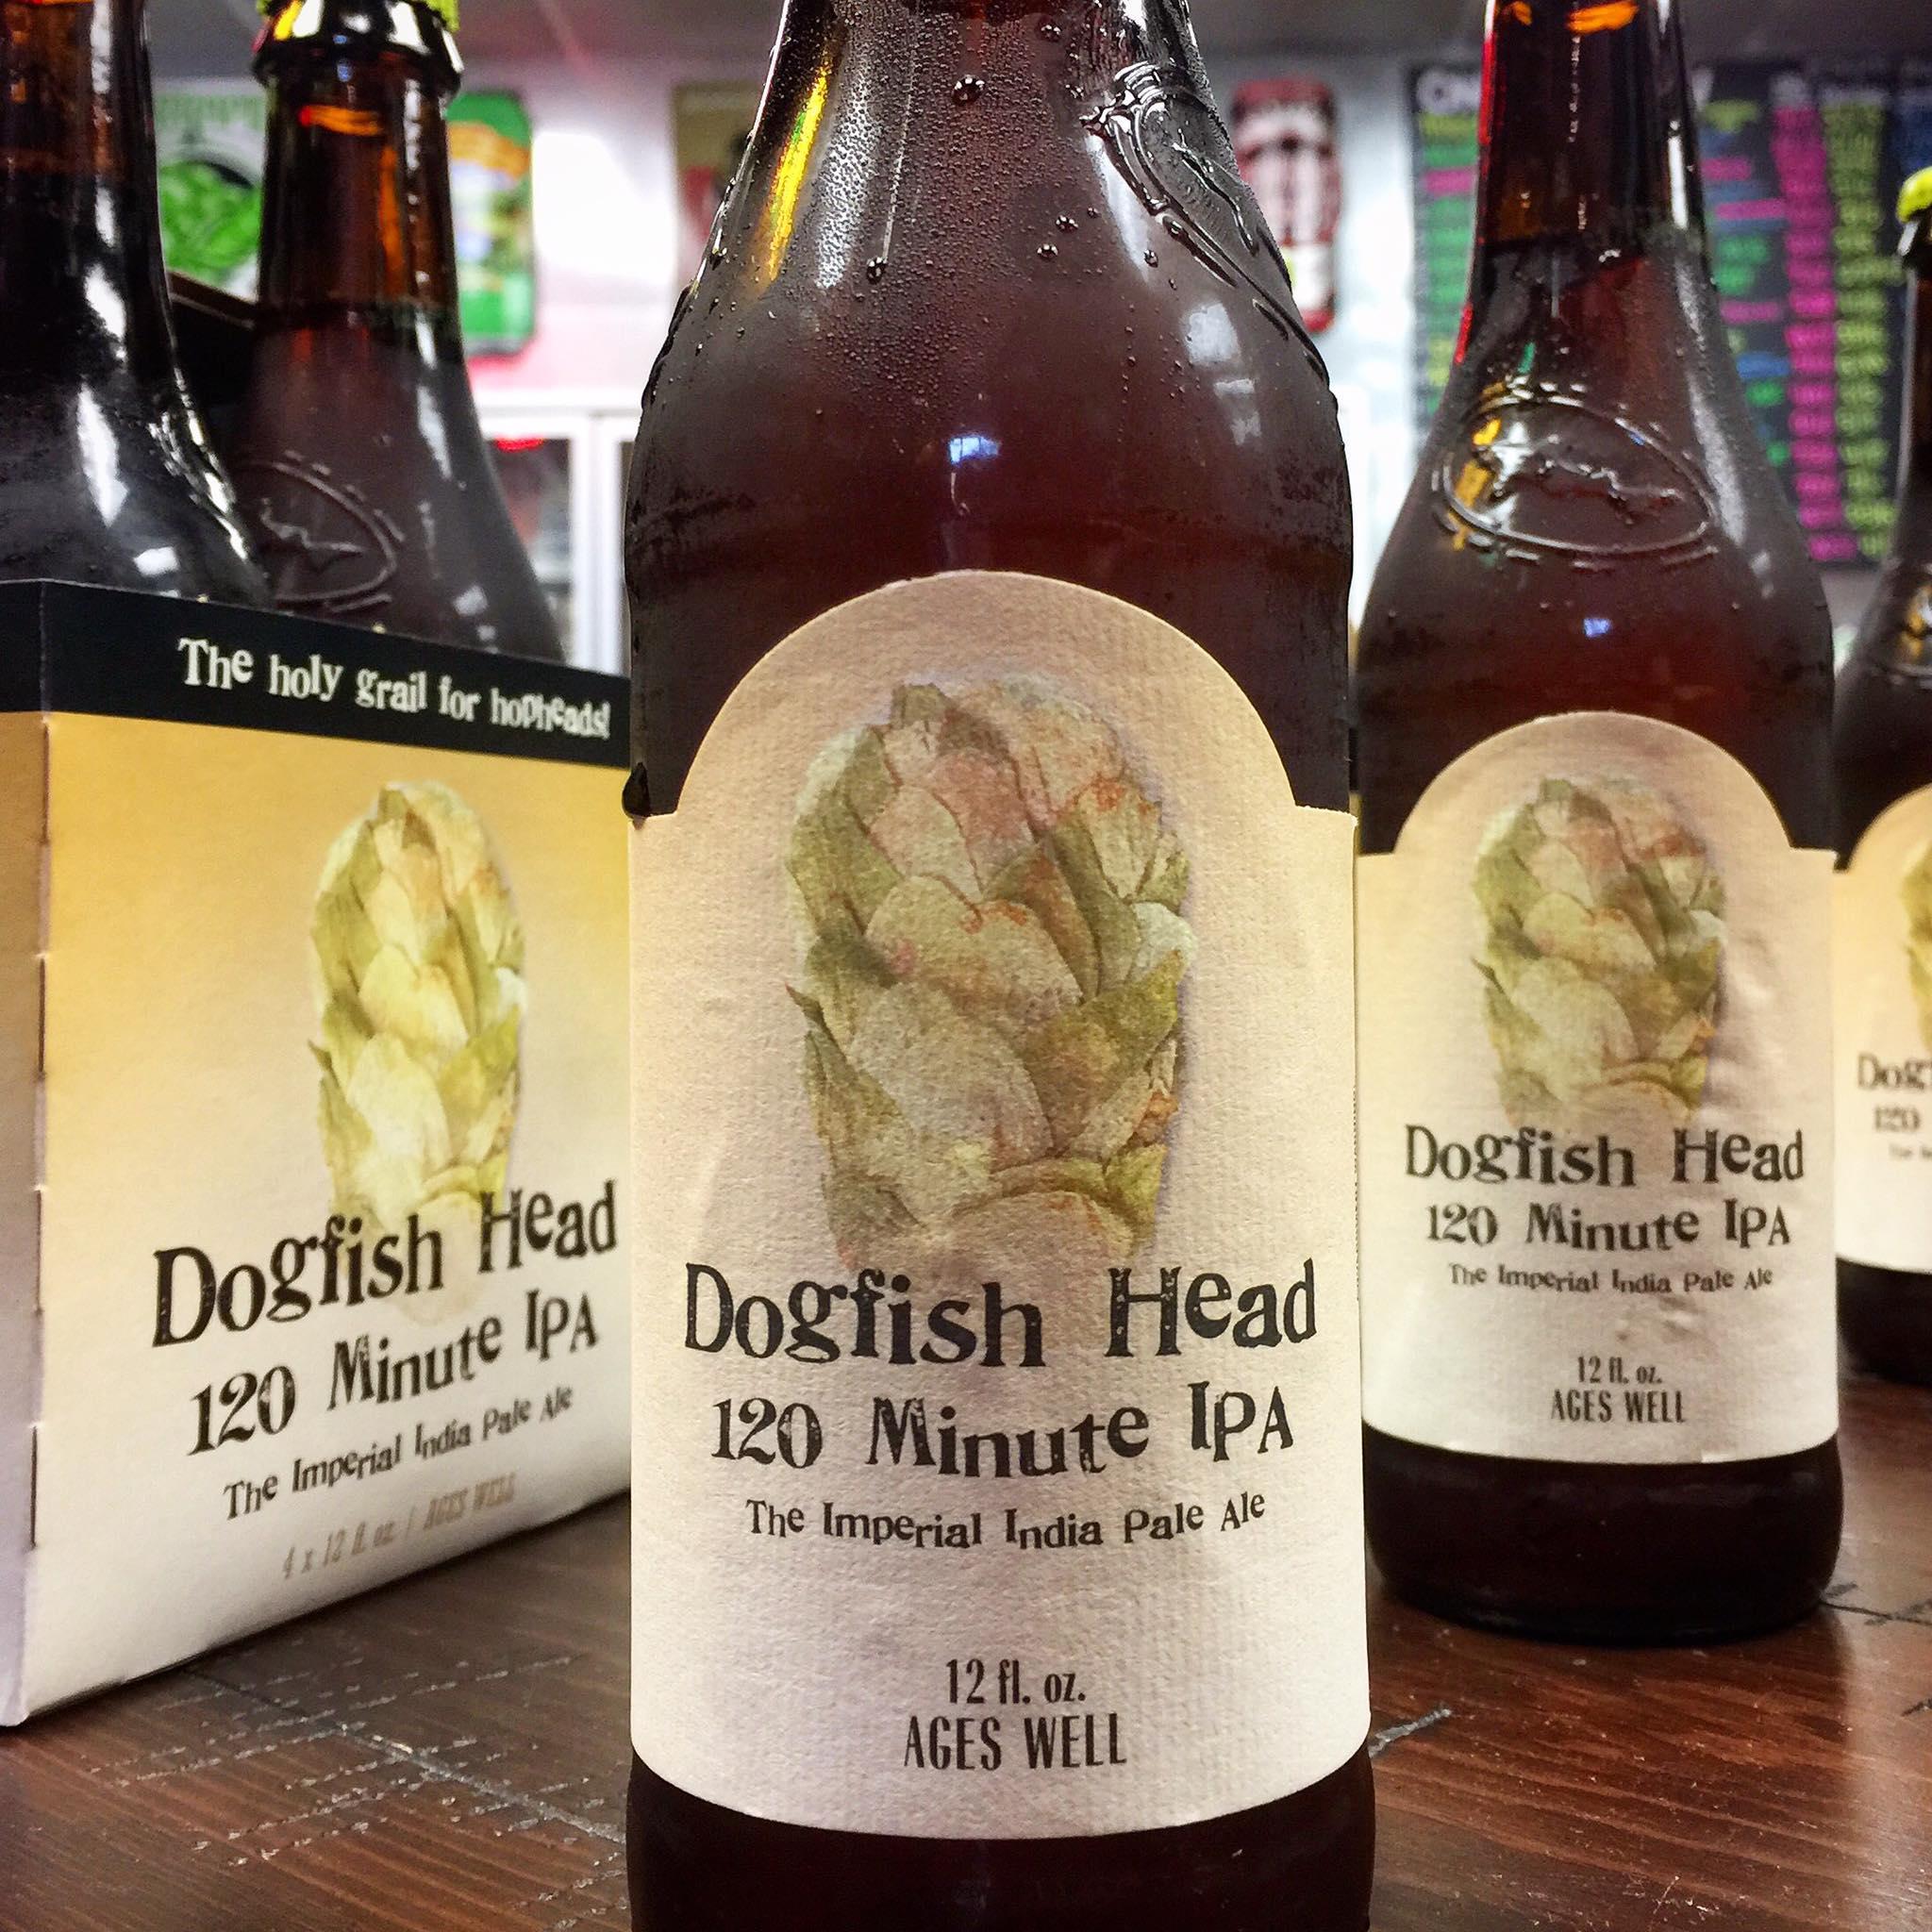 The holy grail for hopheads!
Dogfish Head
120 Minute IPA
The Imperial India Pale Ale
4 x 12 fl. oz. / AGES WELL
Dogfish Head
120 Minute IPA
The Imperial India Pale Ale
12 fl. oz.
AGES WELL
Dogfish Head
120 Minute IPA
The Imperial India Pale Ale
12 fl. oz.
AGES WELL
120